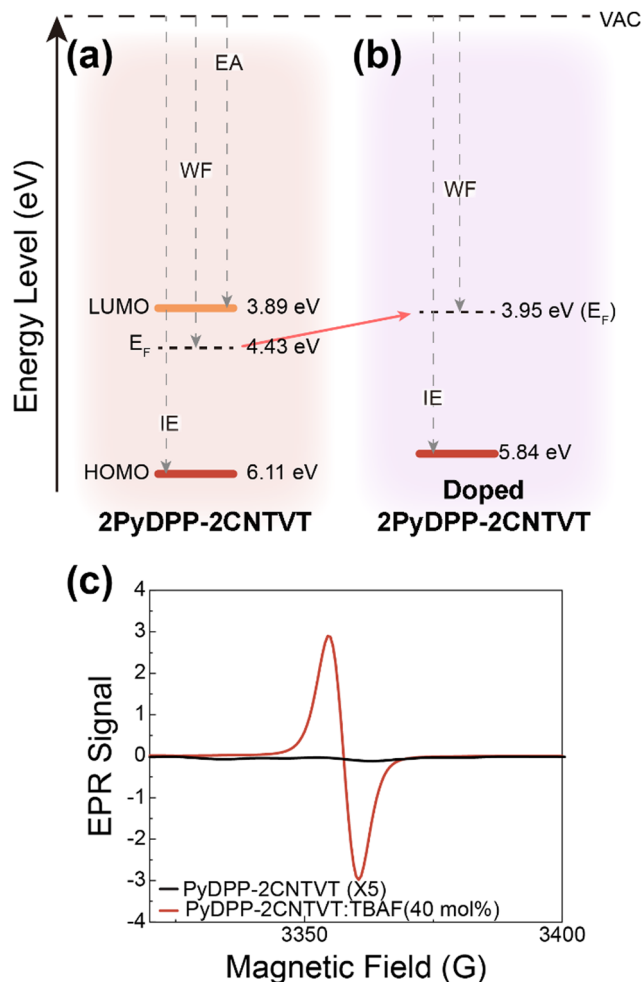 VAC
(a)
(b)
EA
WF
WF
LUMO
3.89 eV
3.95 eV (EF)
EF
4.43 eV
IE
IE
HOMO
6.11 eV
5.84 eV
Doped
2PyDPP-2CNTVT
2PyDPP-2CNTVT
Energy Level (eV)
(c)
4
3
2
1
0
-1
-2
-3
-4
EPR Signal
PyDPP-2CNTVT (X5)
PyDPP-2CNTVT:TBAF(40 mol%)
3350
3400
Magnetic Field (G)